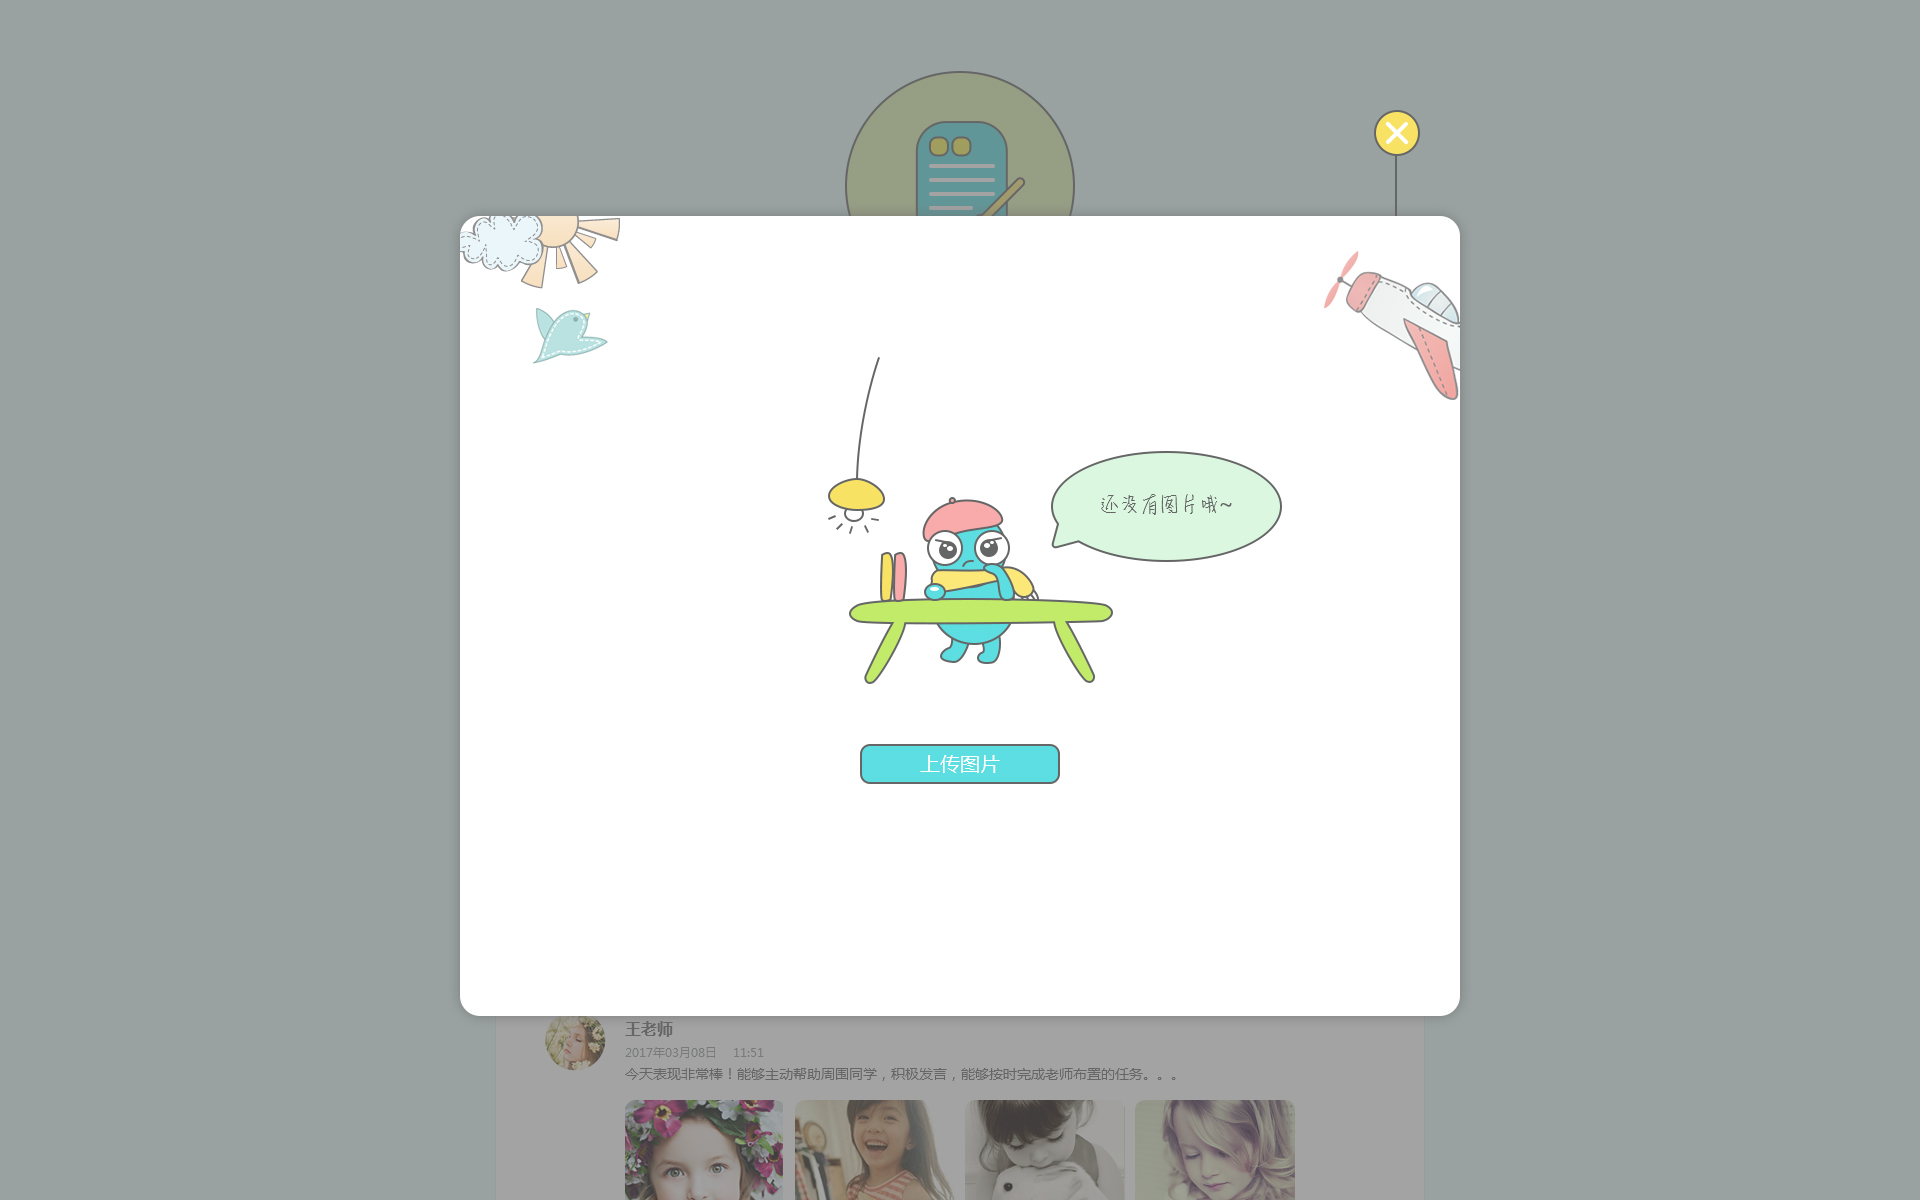 还没有图片哦~
上传图片
王老师
2017年03月08日 11:51
今天表现非常棒！能够主动帮助周围同学，积极发言，能够按时完成老师布置的任务。。。